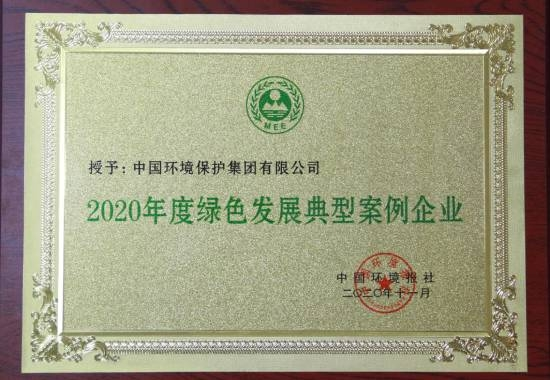 MEE
授予：中国环境保护集团有限公司
2020年度绿色发展典型案例企业
中国环境报社
二〇二〇年十一月